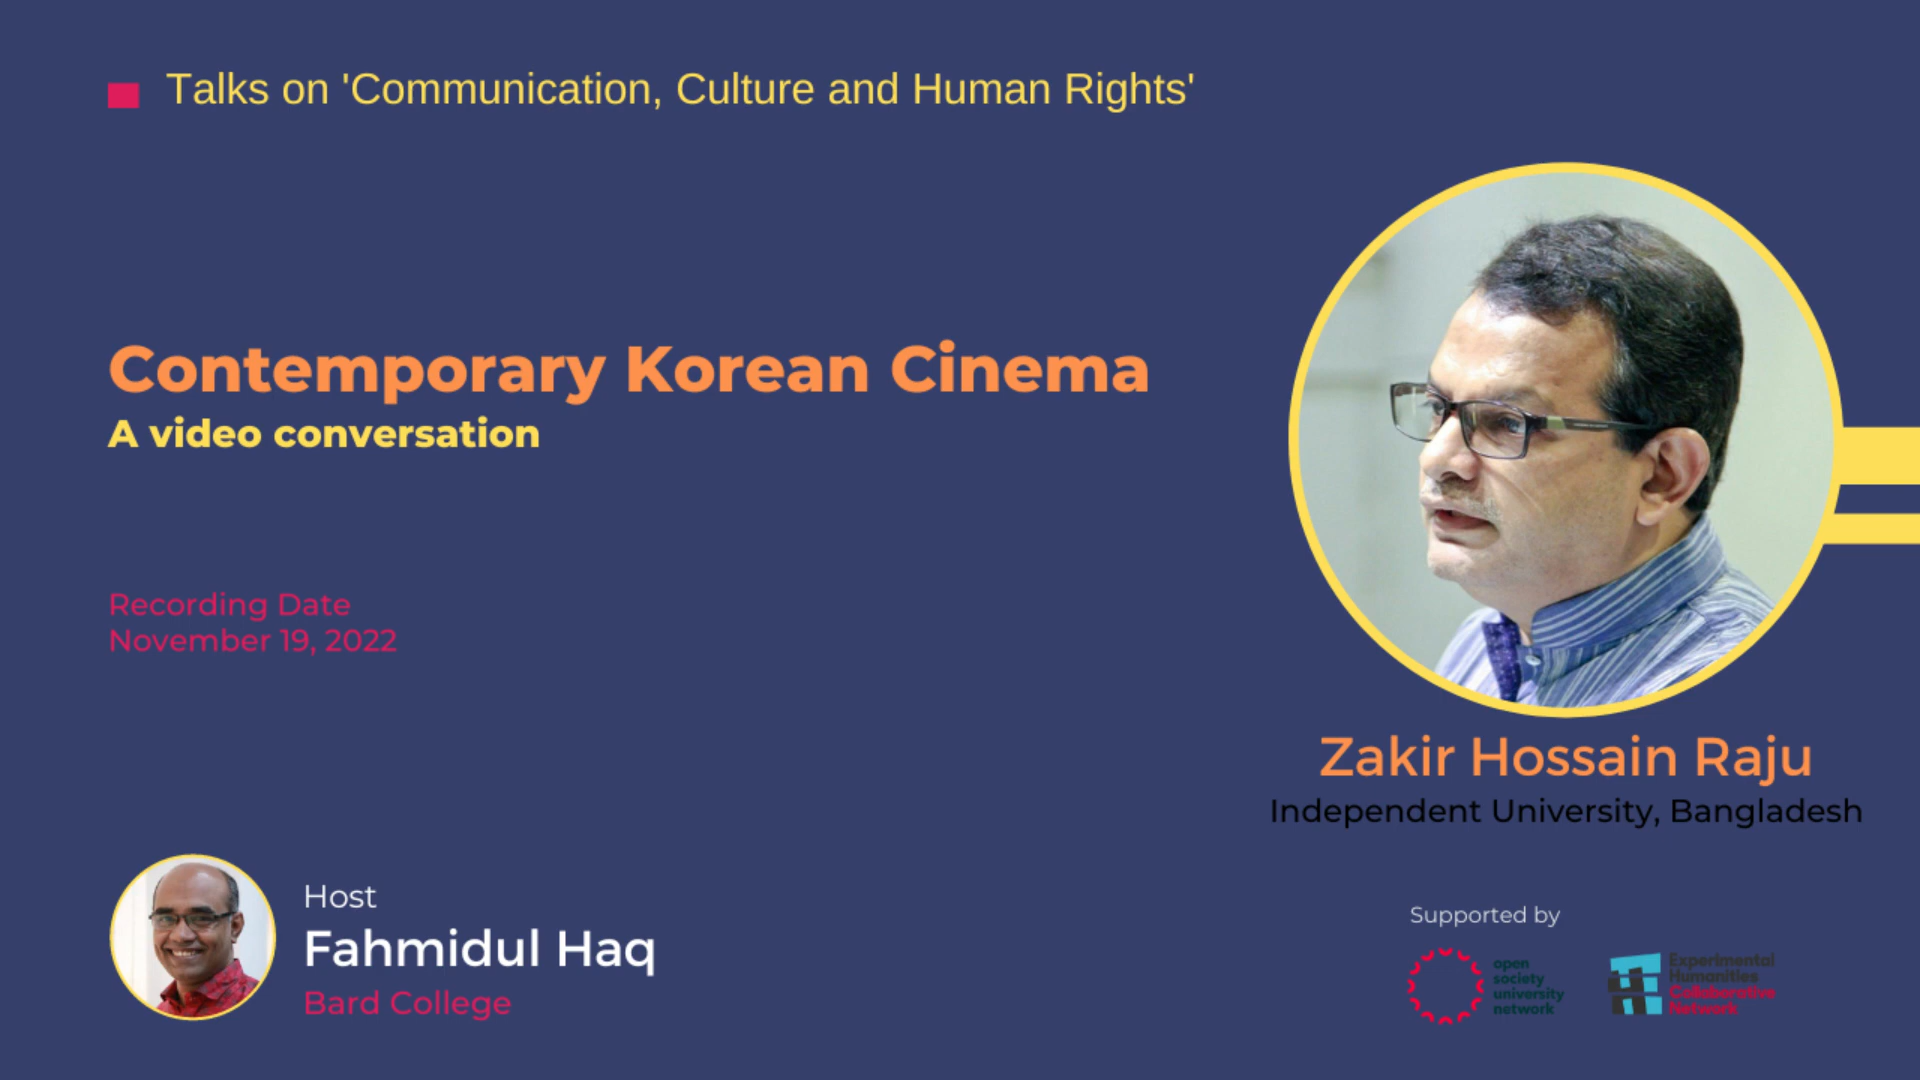 Talks on 'Communication, Culture and Human Rights'
Contemporary Korean Cinema
A video conversation
Recording Date
November 19, 2022
Zakir Hossain Raju
Independent University, Bangladesh
Host
Fahmidul Haq
Bard College
Supported by
open
society
university
network
Experimental
Humanities
Collaborative
Network